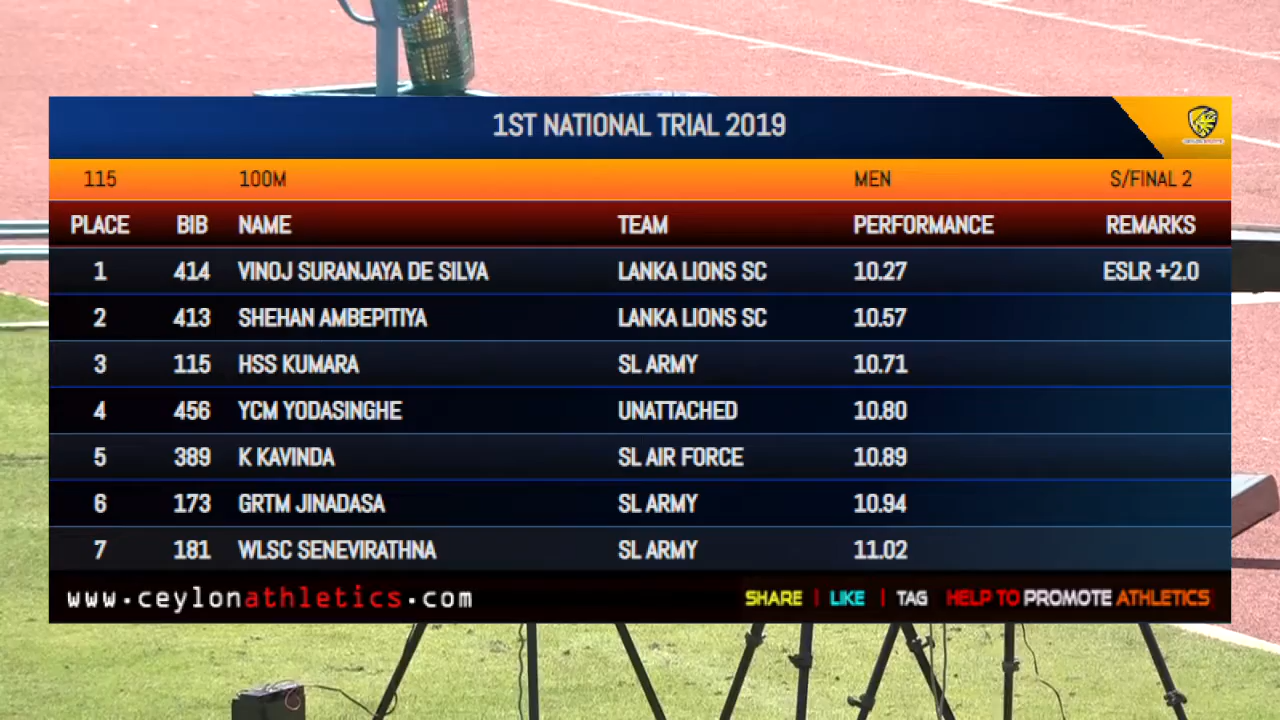 1ST NATIONAL TRIAL 2019
115 100M MEN S/FINAL 2
PLACE BIB NAME TEAM PERFORMANCE REMARKS
1 414 VINOJ SURANJAYA DE SILVA LANKA LIONS SC 10.27 ESLR +2.0
2 413 SHEHAN AMBEPITIYA LANKA LIONS SC 10.57
3 115 HSS KUMARA SL ARMY 10.71
4 456 YCM YODASINGHE UNATTACHED 10.80
5 389 K KAVINDA SL AIR FORCE 10.89
6 173 GRTM JINADASA SL ARMY 10.94
7 181 WLSC SENEVIRATHNA SL ARMY 11.02
www.ceylonathletics.com SHARE | LIKE | TAG HELP TO PROMOTE ATHLETICS